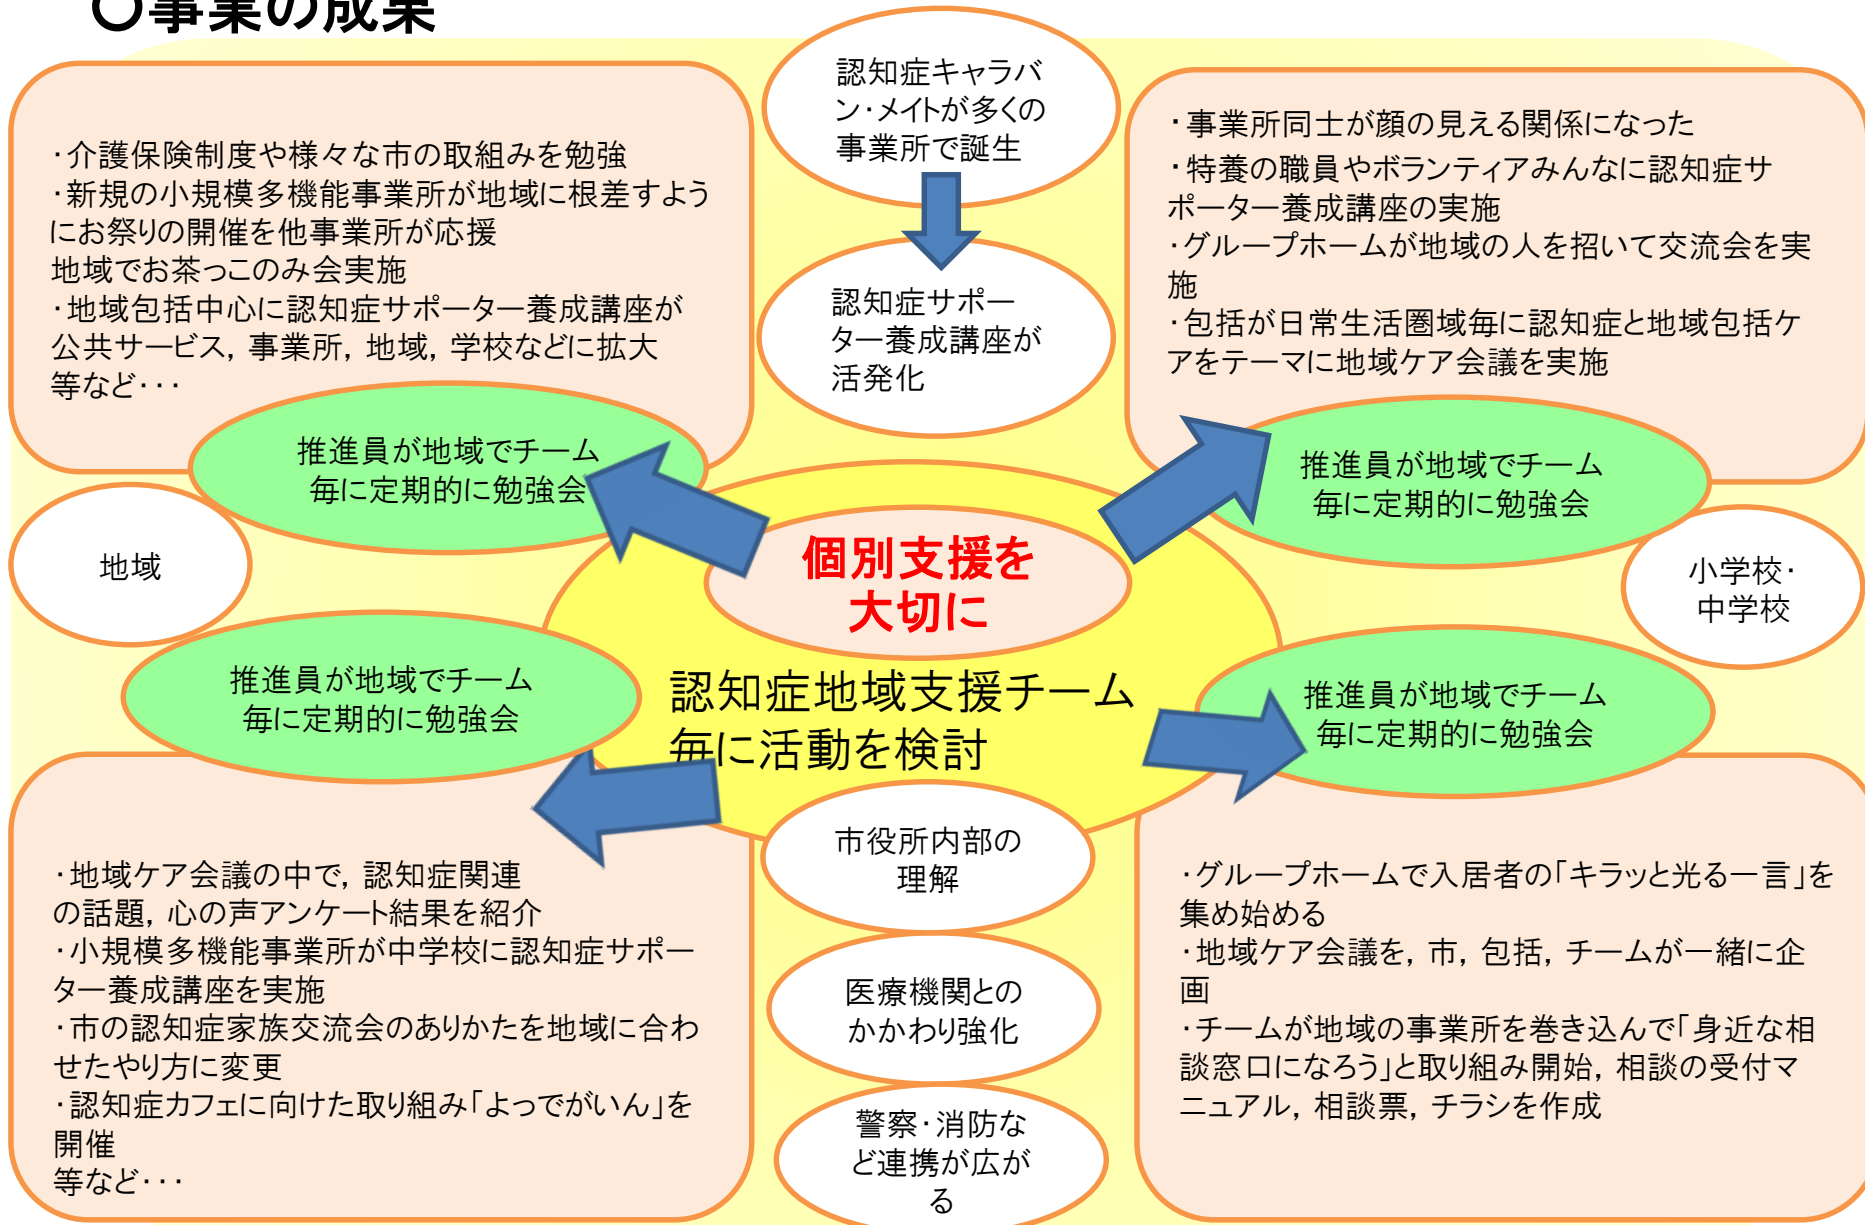 〇事業の成果
認知症キャラバ
ン・メイトが多くの
事業所で誕生
・介護保険制度や様々な市の取組みを勉強
・新規の小規模多機能事業所が地域に根差すよう
にお祭りの開催を他事業所が応援
地域でお茶っこのみ会実施
・地域包括中心に認知症サポーター養成講座が
公共サービス，事業所，地域，学校などに拡大
等など・・・
・事業所同士が顔の見える関係になった
・特養の職員やボランティアみんなに認知症サ
ポーター養成講座の実施
・グループホームが地域の人を招いて交流会を実
施
・包括が日常生活圏域毎に認知症と地域包括ケ
アをテーマに地域ケア会議を実施
認知症サポー
ター養成講座が
活発化
推進員が地域でチーム
毎に定期的に勉強会
推進員が地域でチーム
毎に定期的に勉強会
地域
個別支援を
大切に
小学校・
中学校
推進員が地域でチーム
毎に定期的に勉強会
認知症地域支援チーム
毎に活動を検討
推進員が地域でチーム
毎に定期的に勉強会
市役所内部の
理解
・地域ケア会議の中で，認知症関連
の話題，心の声アンケート結果を紹介
・小規模多機能事業所が中学校に認知症サポー
ター養成講座を実施
・市の認知症家族交流会のありかたを地域に合わ
せたやり方に変更
・認知症カフェに向けた取り組み「よってがいん」を
開催
等など・・・
医療機関との
かかわり強化
・グループホームで入居者の「キラッと光る一言」を
集め始める
・地域ケア会議を，市，包括，チームが一緒に企
画
・チームが地域の事業所を巻き込んで「身近な相
談窓口になろう」と取り組み開始，相談の受付マ
ニュアル，相談票，チラシを作成
警察・消防な
ど連携が広が
る